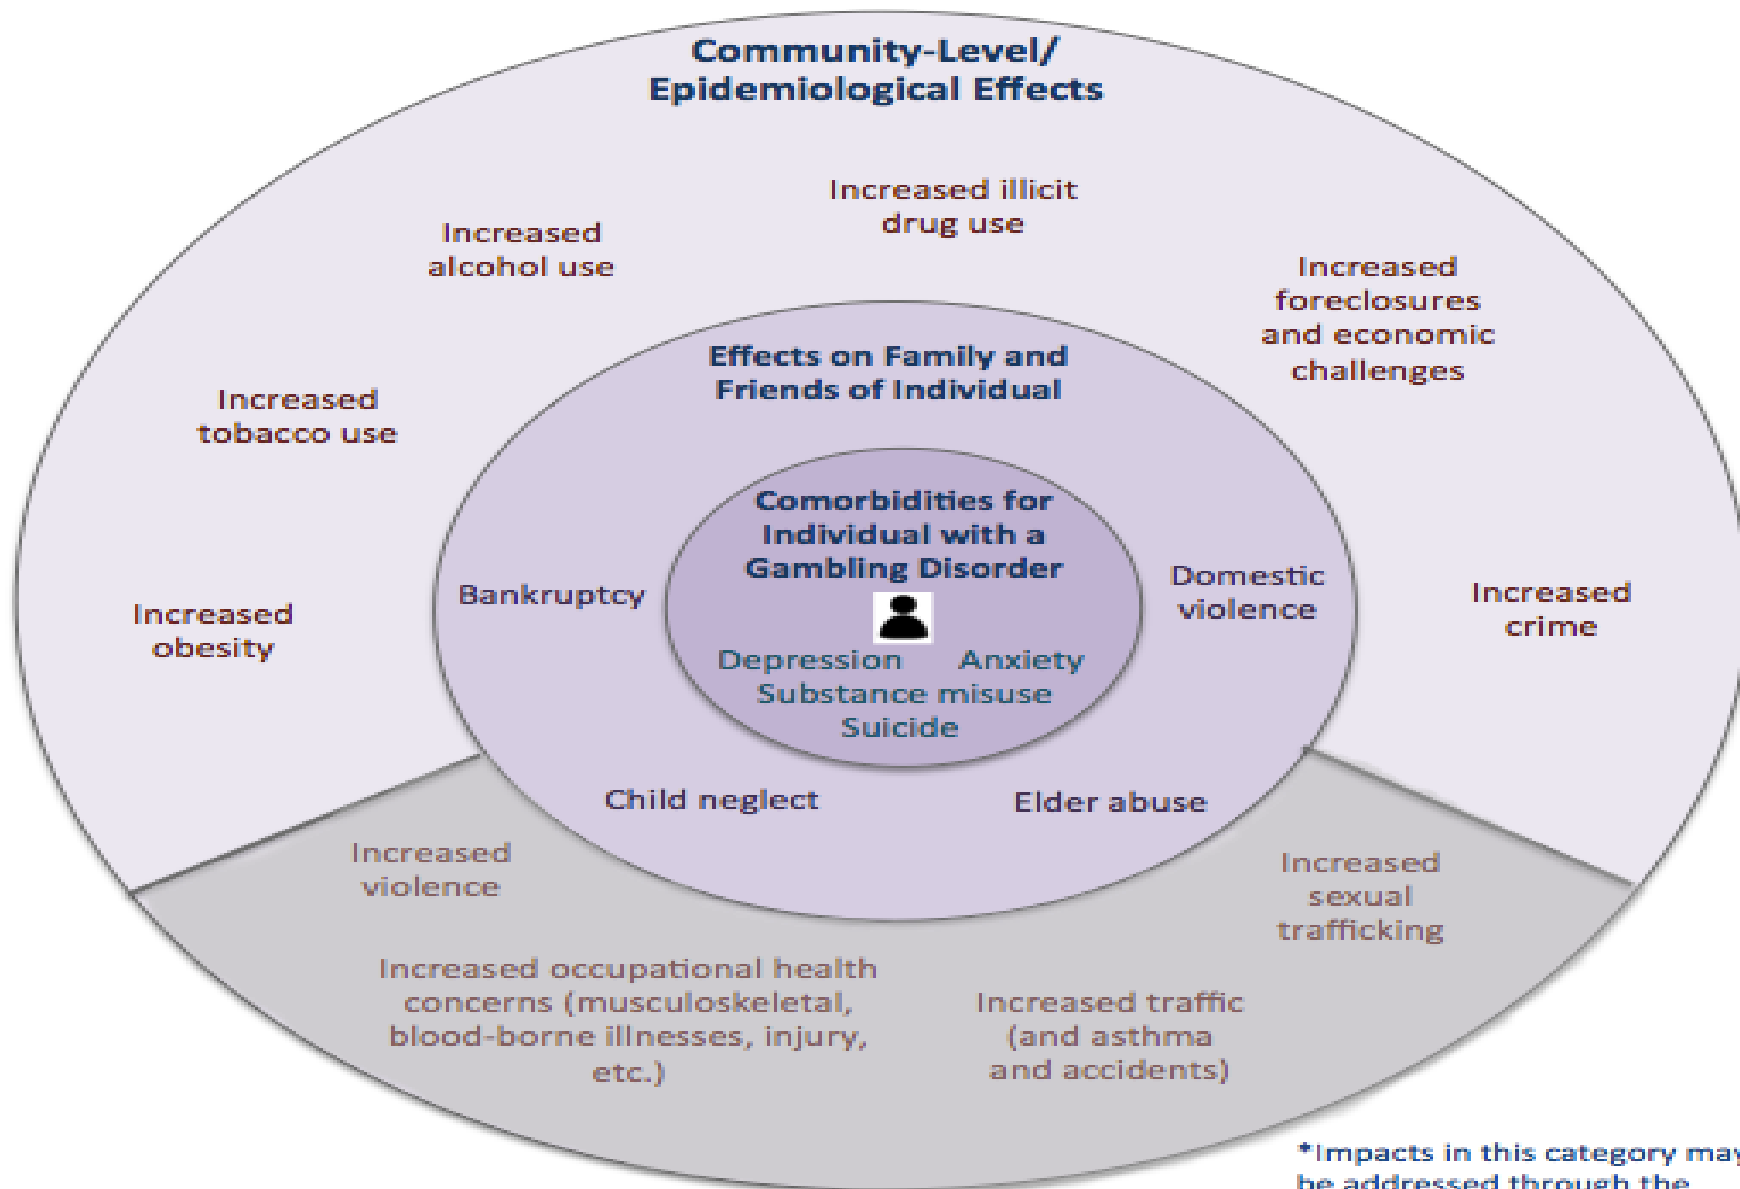 Community-Level/
Epidemiological Effects
Increased illicit
drug use
Increased
alcohol use
Increased
foreclosures
and economic
challenges
Effects on Family and
Friends of Individual
Increased
tobacco use
Comorbidities for
Individual with a
Gambling Disorder
Bankruptcy
Domestic
violence
Increased
obesity
Increased
crime
Depression Anxiety
Substance misuse
Suicide
Child neglect
Elder abuse
Increased
violence
Increased
sexual
trafficking
Increased occupational health
concerns (musculoskeletal,
blood-borne illnesses, injury,
etc.)
Increased traffic
(and asthma
and accidents)
*Impacts in this category may
be addressed through the